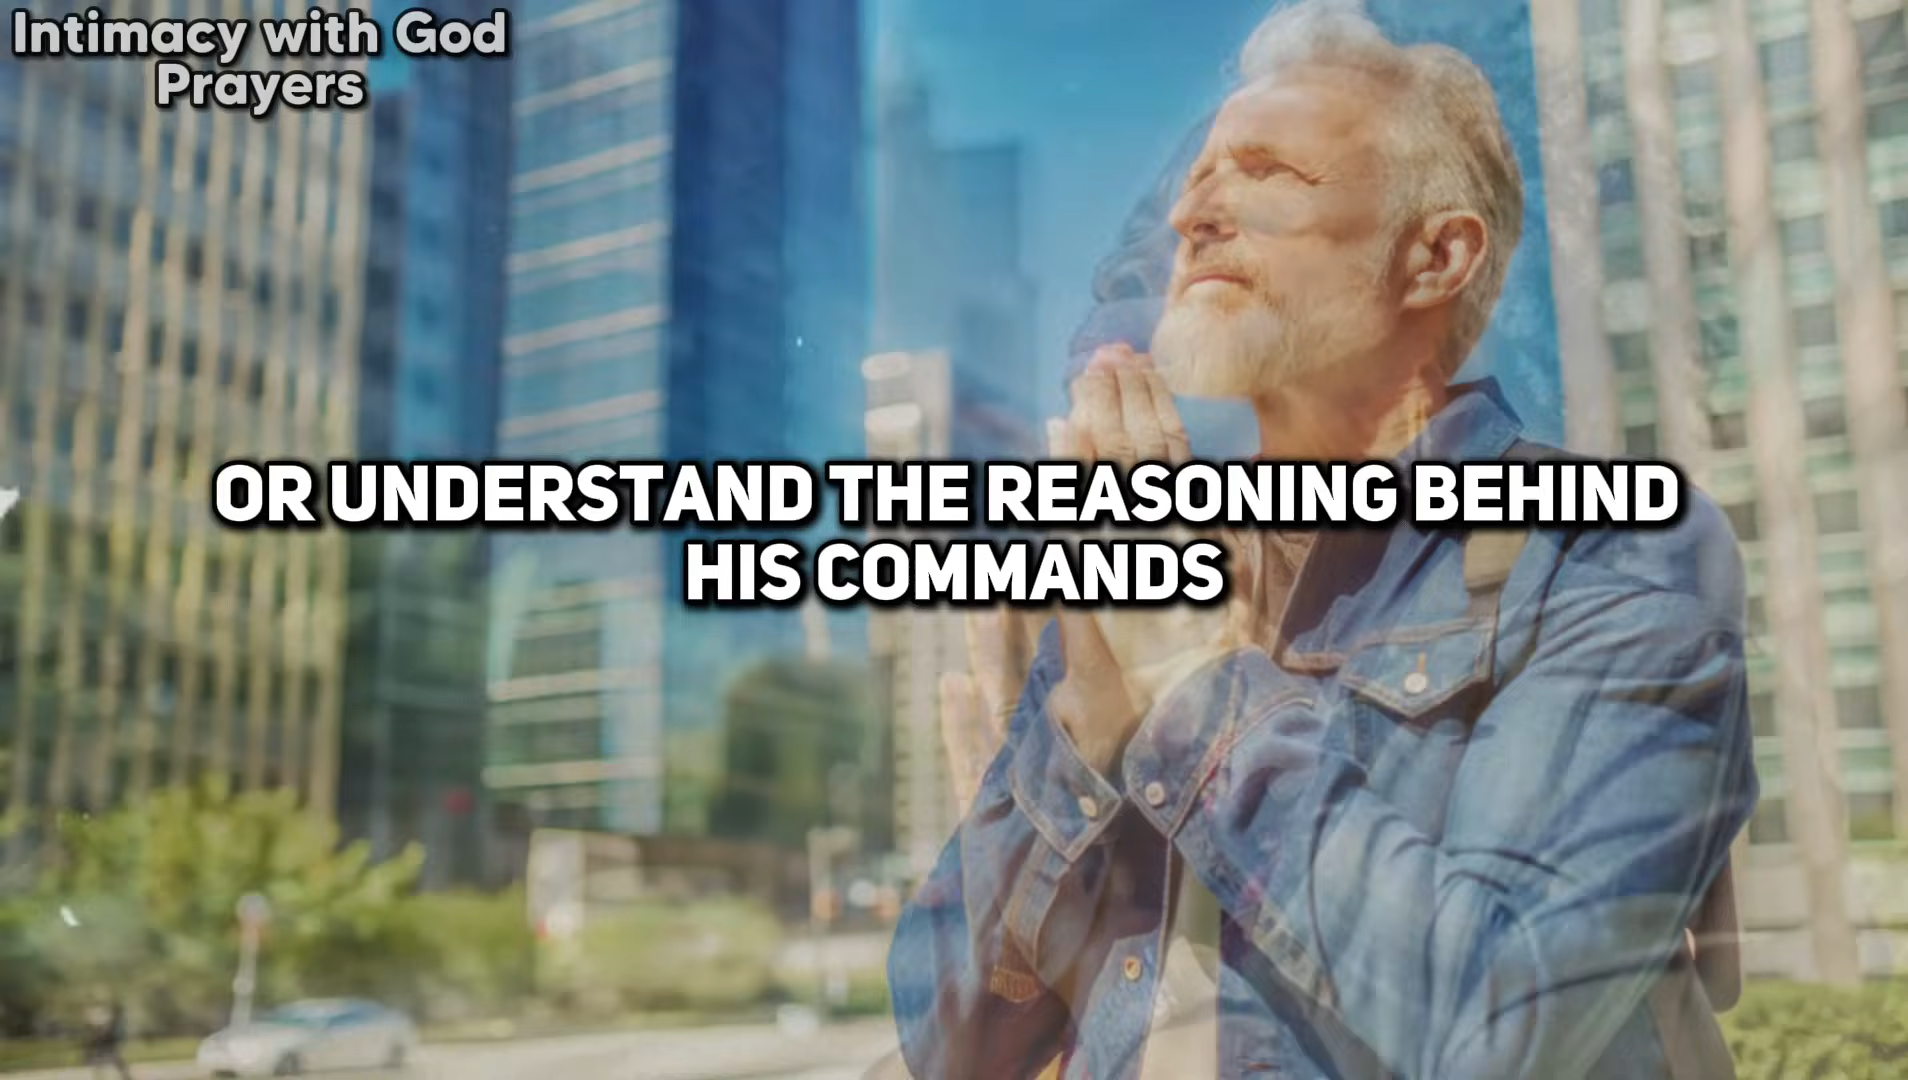 Intimacy with God
Prayers
OR UNDERSTAND THE REASONING BEHIND
HIS COMMANDS